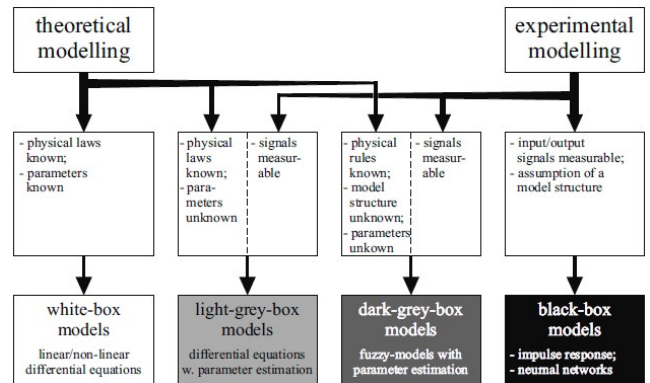 theoretical
modelling
experimental
modelling
- physical laws
known;
- parameters
known
- physical
laws
known;
- para-
meters
unknown
- signals
measur-
able
- physical
rules
known;
- model
structure
unknown;
- parameters
unkown
- signals
measur-
able
- input/output
signals measurable;
- assumption of a
model structure
white-box
models
linear/non-linear
differential equations
light-grey-box
models
differential equations
w. parameter estimation
dark-grey-box
models
fuzzy-models with
parameter estimation
black-box
models
- impulse response;
- neurnal networks